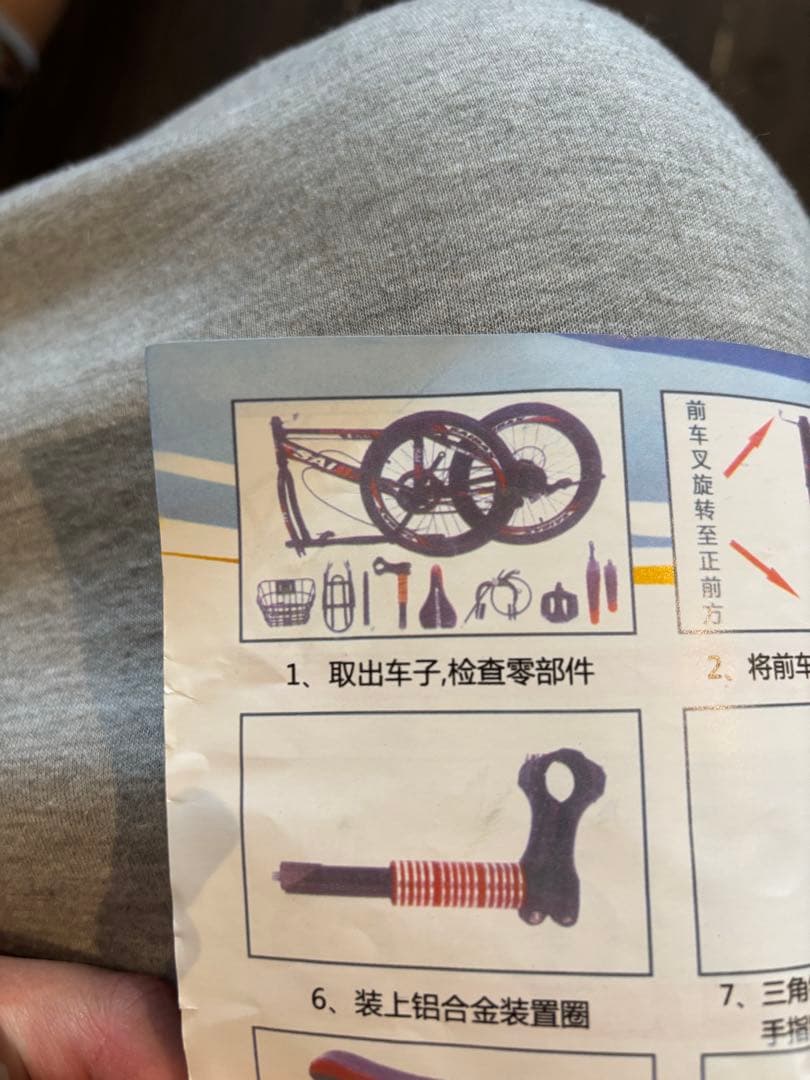 前车叉旋转至正前方
1、取出车子,检查零部件
2、将前车
6、装上铝合金装置圈
7、三角
手指